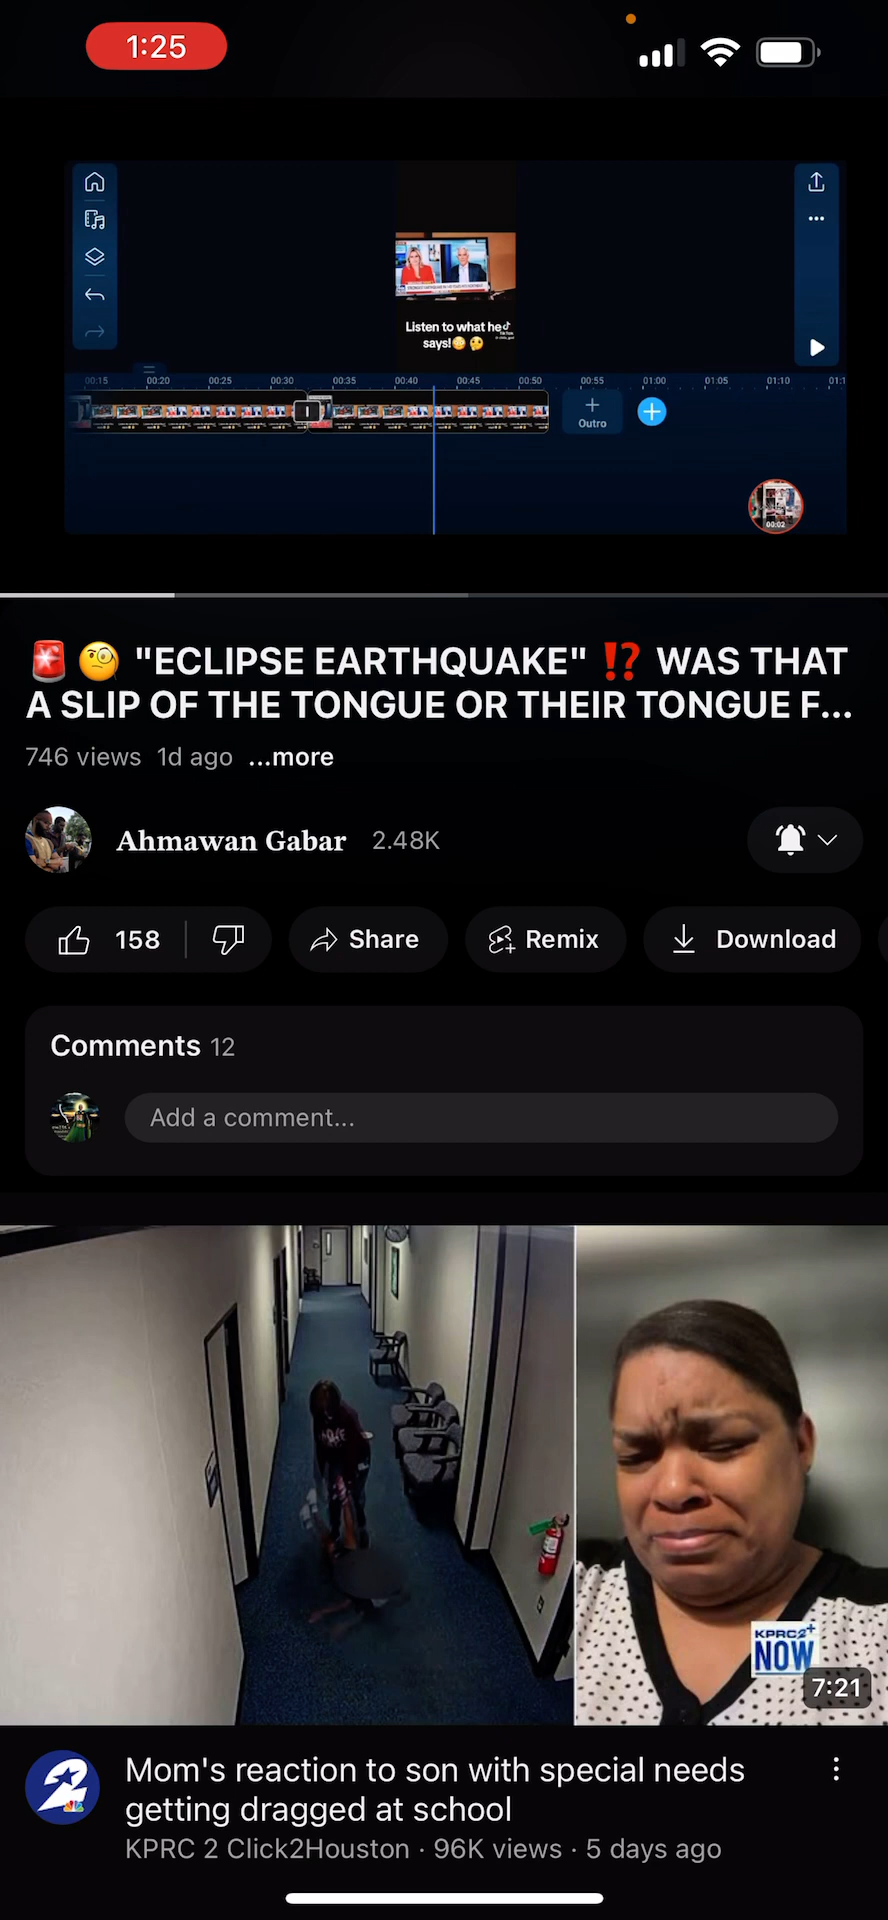 1:25
Listen to what he
says!😳🤔
00:15 00:20 00:25 00:30 00:35 00:40 00:45 00:50 00:55 01:00 01:05 01:10 01:1
+
Outro
00:02
🚨 🧐 "ECLIPSE EARTHQUAKE" ⁉️ WAS THAT
A SLIP OF THE TONGUE OR THEIR TONGUE F...
746 views 1d ago ...more
Ahmawan Gabar 2.48K
158 Share Remix Download
Comments 12
Add a comment...
KPRC2+
NOW
7:21
Mom's reaction to son with special needs
getting dragged at school
KPRC 2 Click2Houston · 96K views · 5 days ago